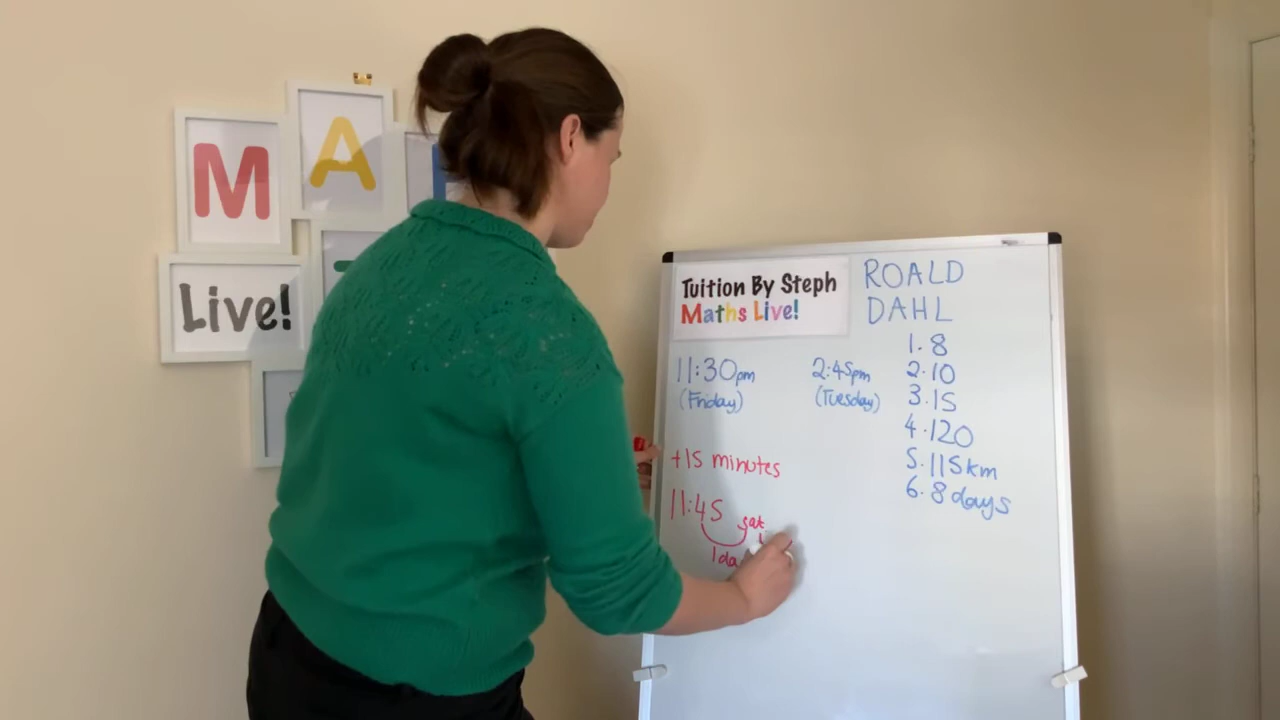 M A
Live!
Tuition By Steph
Maths Live!
ROALD
DAHL
1. 8
2. 10
3. 15
4. 120
5. 115km
6. 8 days
11:30pm
(Friday)
2:45pm
(Tuesday)
+15 minutes
11:45
sat
1 da